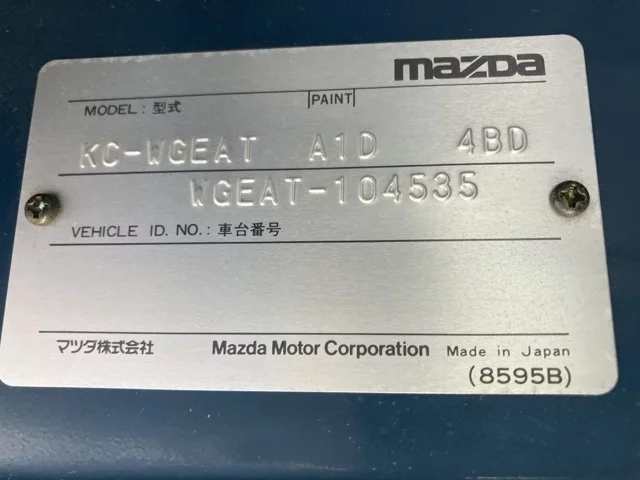 mazda
MODEL : 型式 PAINT
KC-WGEAT A1D 4BD
WGEAT-104535
VEHICLE ID. NO. : 車台番号
マツダ株式会社 Mazda Motor Corporation Made in Japan
(8595B)